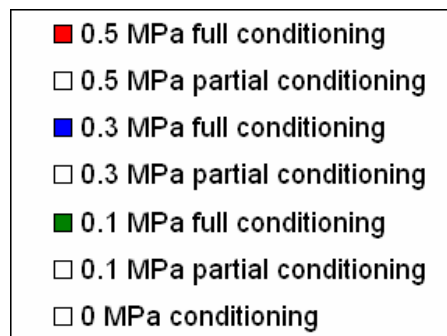 0.5 MPa full conditioning
0.5 MPa partial conditioning
0.3 MPa full conditioning
0.3 MPa partial conditioning
0.1 MPa full conditioning
0.1 MPa partial conditioning
0 MPa conditioning